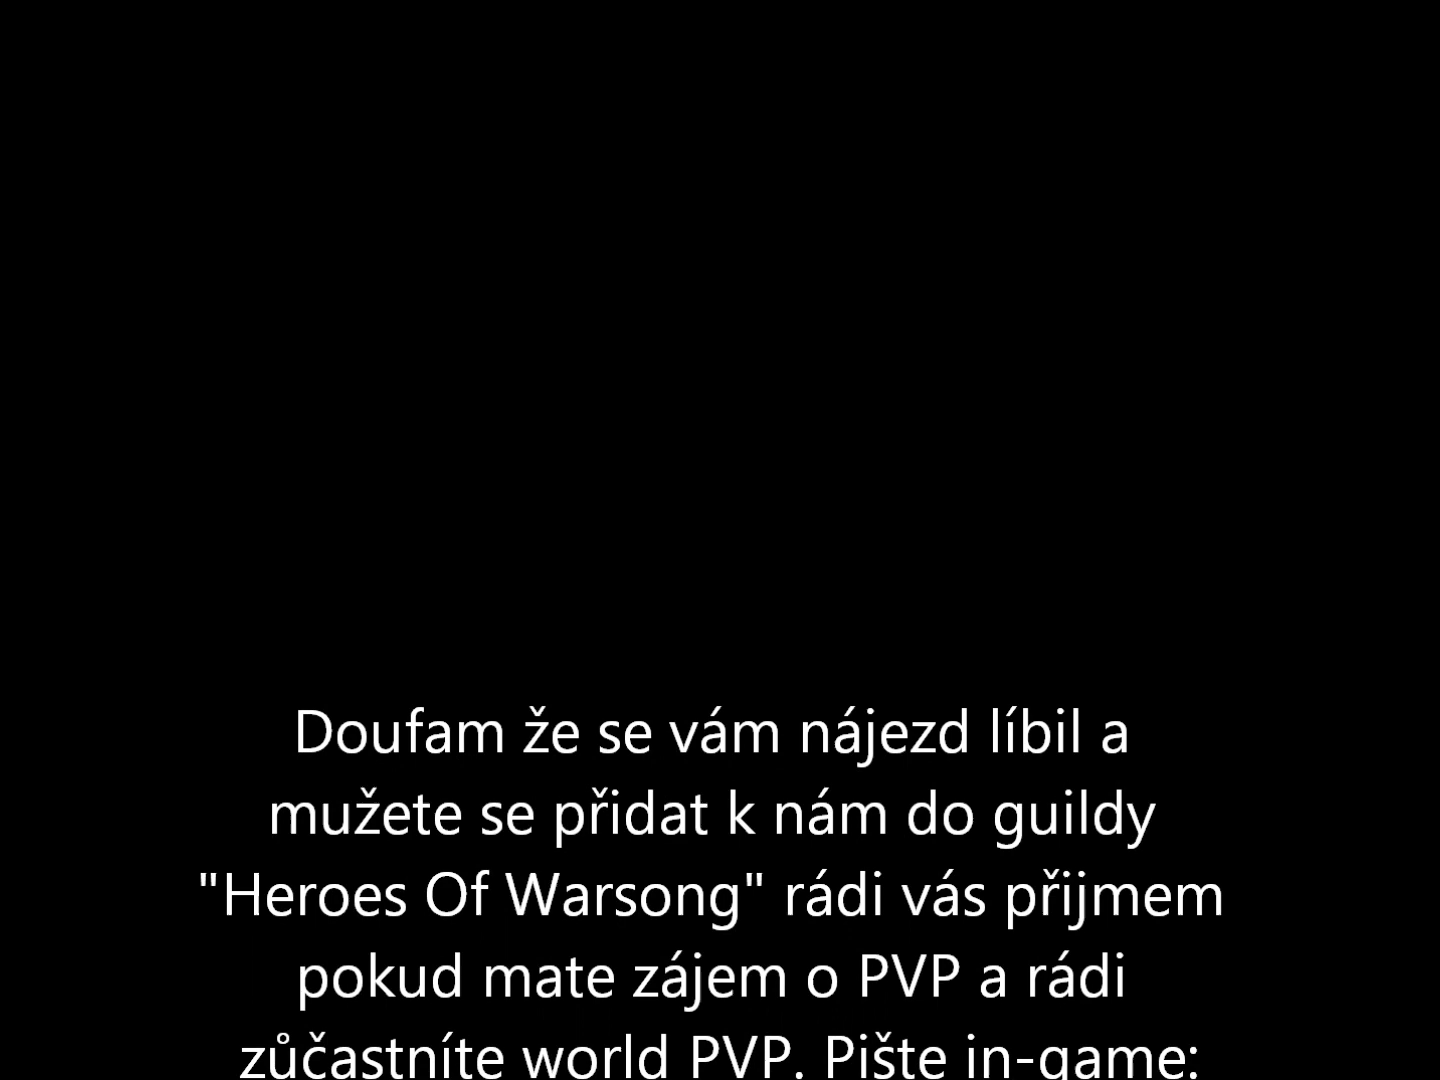 Doufam že se vám nájezd líbil a
mužete se přidat k nám do guildy
"Heroes Of Warsong" rádi vás přijmem
pokud mate zájem o PVP a rádi
zůčastníte world PVP. Pište in-game: